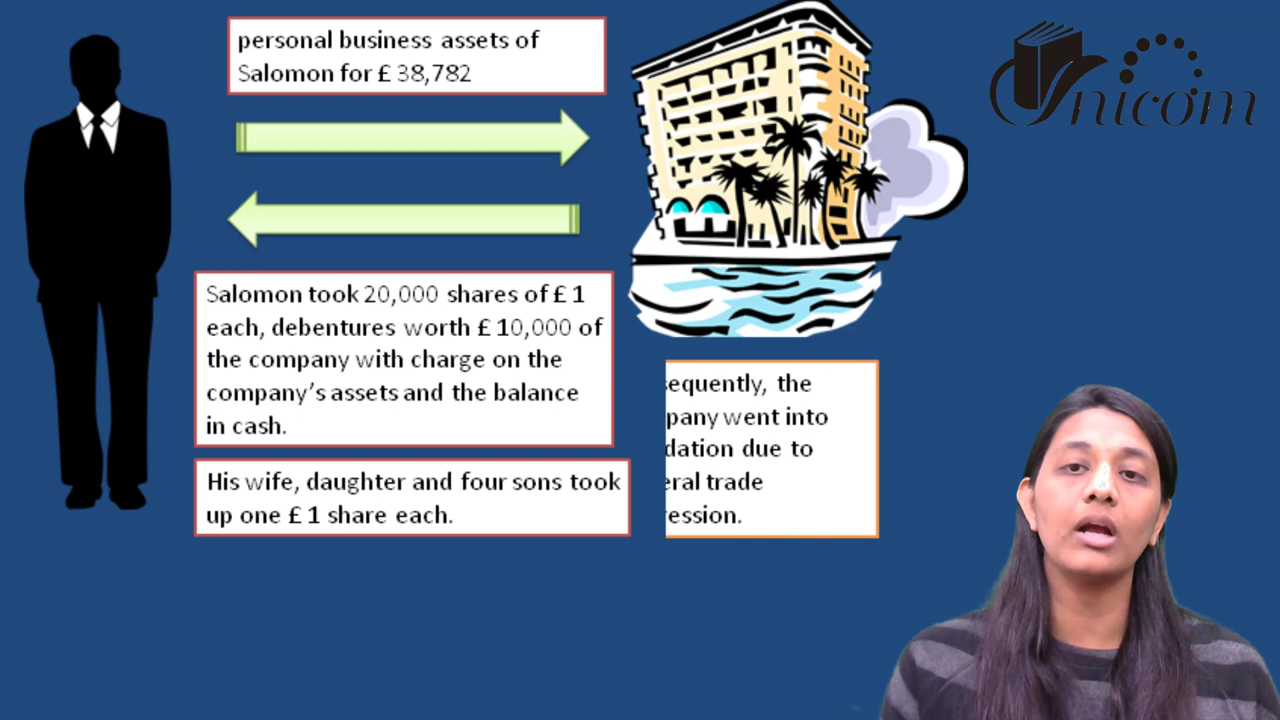 personal business assets of
Salomon for £ 38,782
Unicom
Salomon took 20,000 shares of £ 1
each, debentures worth £ 10,000 of
the company with charge on the
company's assets and the balance
in cash.
His wife, daughter and four sons took
up one £ 1 share each.
sequently, the
pany went into
dation due to
eral trade
ession.